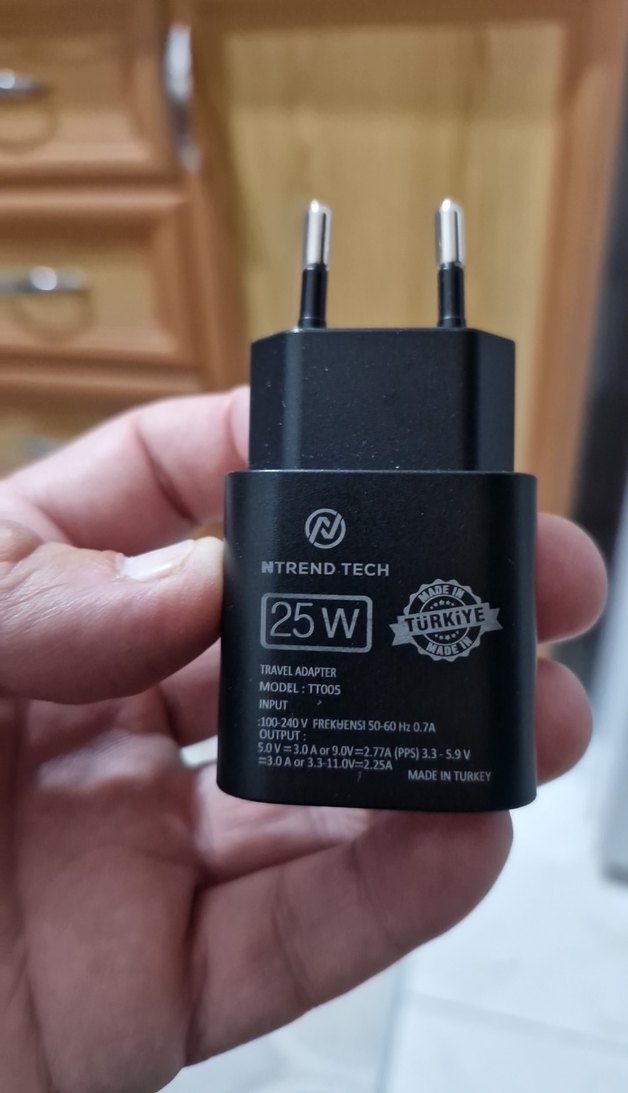 NTREND TECH
25W
MADE IN
TÜRKİYE
MADE IN
TRAVEL ADAPTER
MODEL : TT005
INPUT
:100-240 V FREKUENSI 50-60 Hz 0.7A
OUTPUT :
5.0 V = 3.0 A or 9.0V=2.77A (PPS) 3.3 - 5.9 V
=3.0 A or 3.3-11.0V=2.25A
MADE IN TURKEY